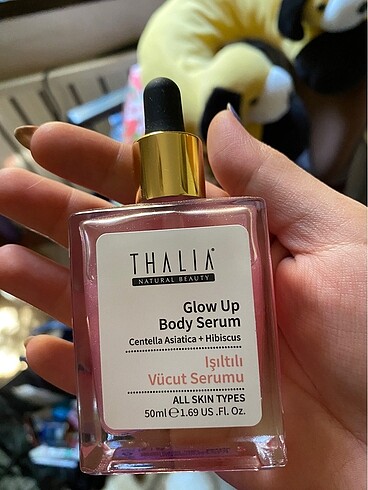 THALIA®
NATURAL BEAUTY
Glow Up
Body Serum
Centella Asiatica + Hibiscus
Işıltılı
Vücut Serumu
ALL SKIN TYPES
50ml ℮ 1.69 US .Fl. Oz.